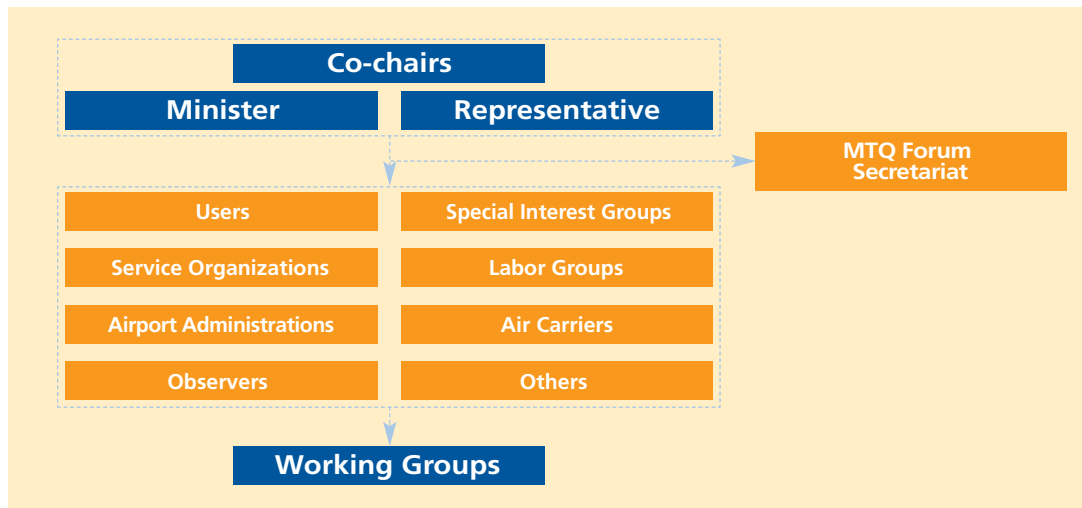 Co-chairs
Minister
Representative
MTQ Forum
Secretariat
Users
Special Interest Groups
Service Organizations
Labor Groups
Airport Administrations
Air Carriers
Observers
Others
Working Groups